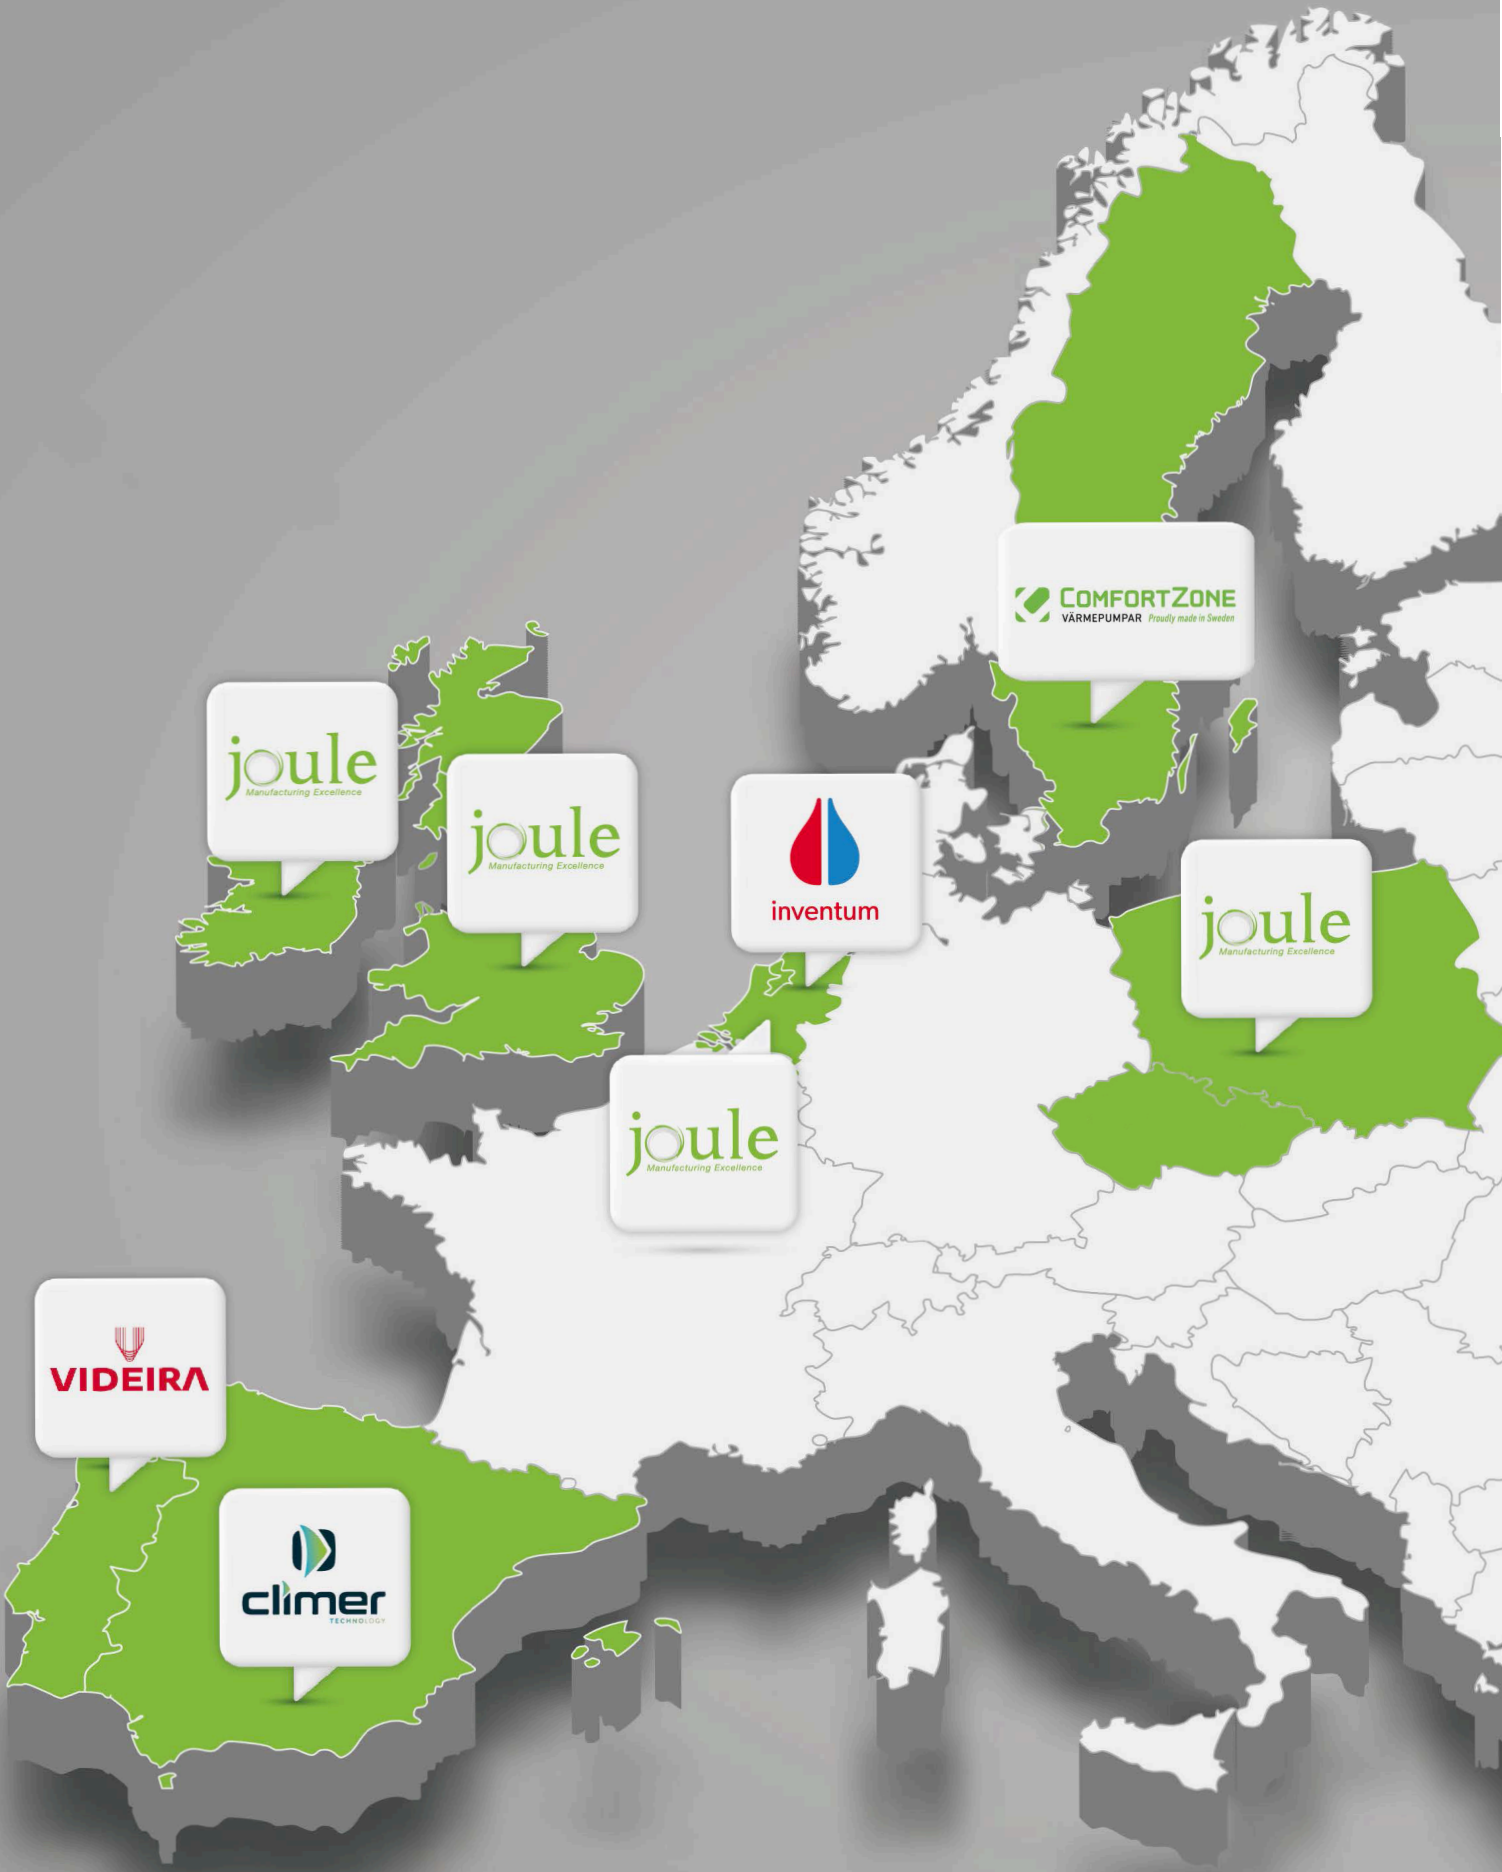 COMFORTZONE
VÄRMEPUMPAR Proudly made in Sweden
joule
Manufacturing Excellence
joule
Manufacturing Excellence
inventum
joule
Manufacturing Excellence
joule
Manufacturing Excellence
VIDEIRA
climer
TECHNOLOGY